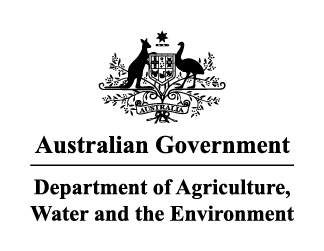 AUSTRALIA
Australian Government
Department of Agriculture,
Water and the Environment